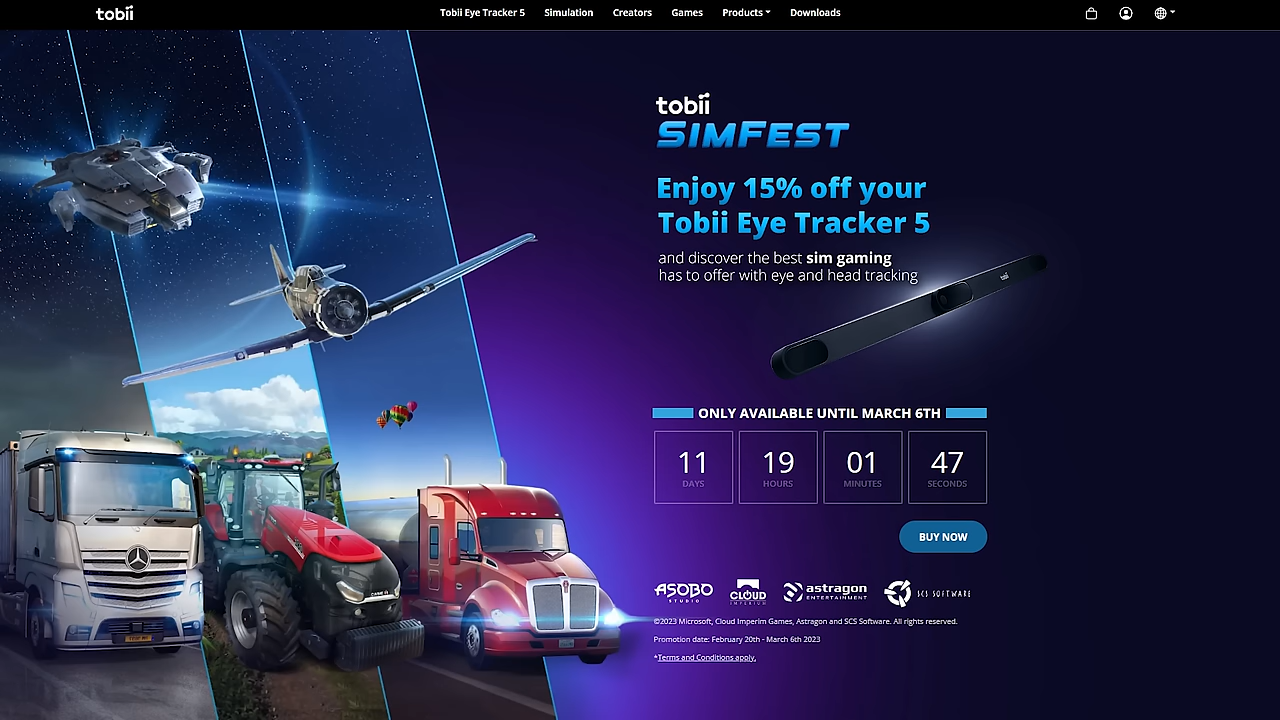 tobii
Tobii Eye Tracker 5 Simulation Creators Games Products Downloads
tobii
SIMFEST
Enjoy 15% off your
Tobii Eye Tracker 5
and discover the best sim gaming
has to offer with eye and head tracking
tobii
ONLY AVAILABLE UNTIL MARCH 6TH
11 19 01 47
DAYS HOURS MINUTES SECONDS
BUY NOW
ASOBO STUDIO
CLOUD IMPERIUM
astragon ENTERTAINMENT
SCS SOFTWARE
©2023 Microsoft, Cloud Imperim Games, Astragon and SCS Software. All rights reserved.
Promotion date: February 20th - March 6th 2023
*Terms and Conditions apply.